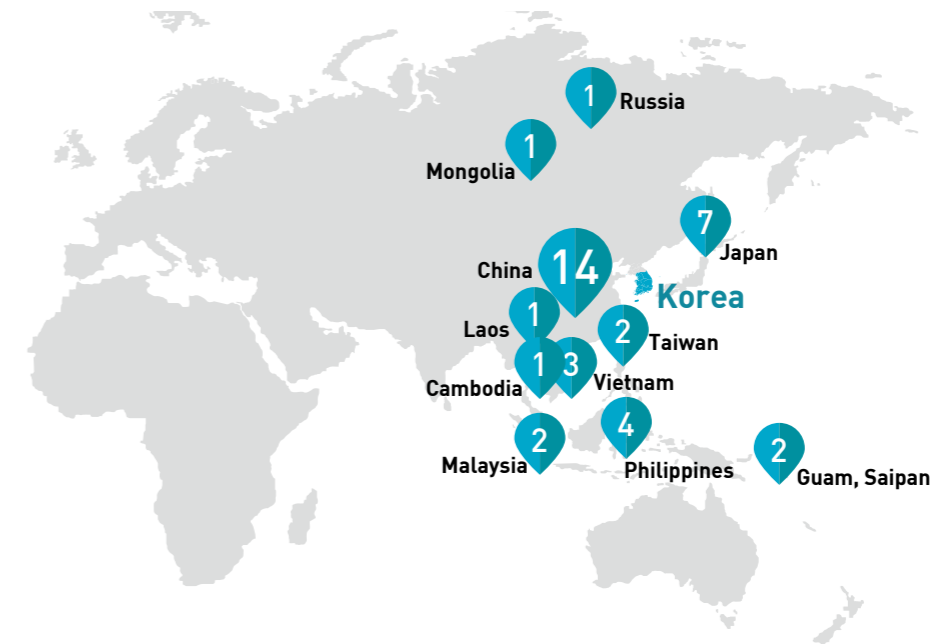 1
Russia
1
Mongolia
7
Japan
China
14
Korea
1
Laos
2
Taiwan
1
Cambodia
3
Vietnam
2
Malaysia
4
Philippines
2
Guam, Saipan